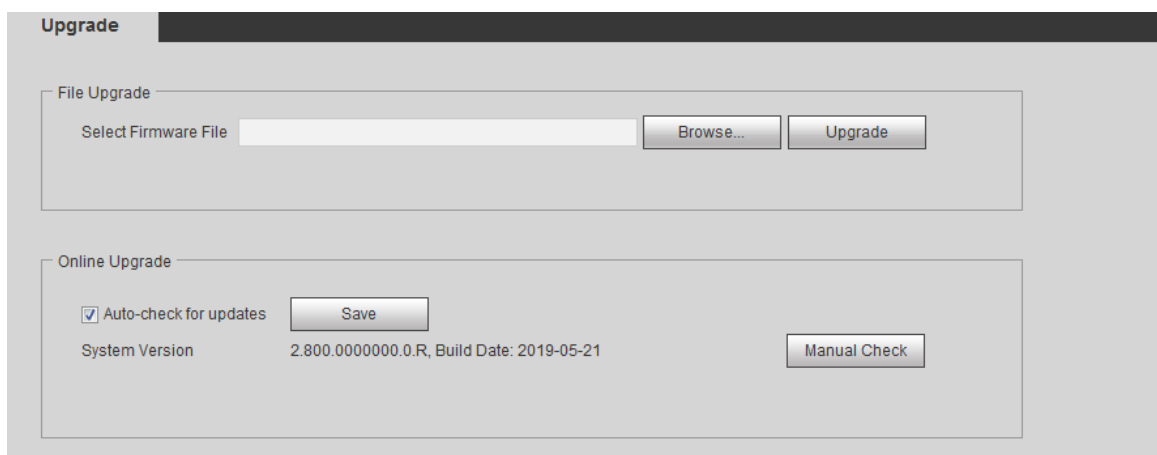 Upgrade
File Upgrade
Select Firmware File Browse... Upgrade
Online Upgrade
Auto-check for updates Save
System Version 2.800.0000000.0.R, Build Date: 2019-05-21 Manual Check